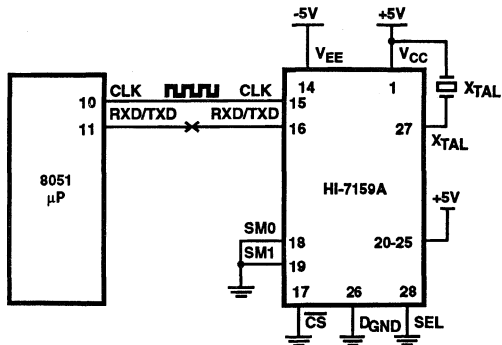 -5V +5V
VEE VCC
14 1 XTAL
10 CLK CLK 15
11 RXD/TXD RXD/TXD 16 27
XTAL
8051
μP
HI-7159A
+5V
SM0 18 20-25
SM1 19
17 26 28
CS DGND SEL